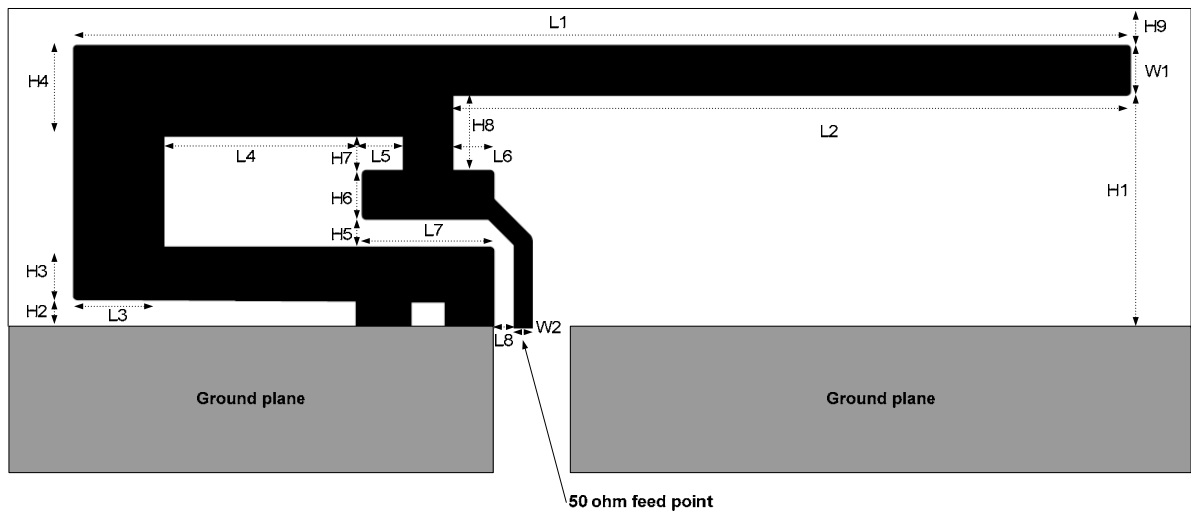 L1
H9
H4
W1
H8
L2
L4
H7
L5
L6
H1
H6
H5
L7
H3
H2
L3
L8
W2
Ground plane
Ground plane
50 ohm feed point